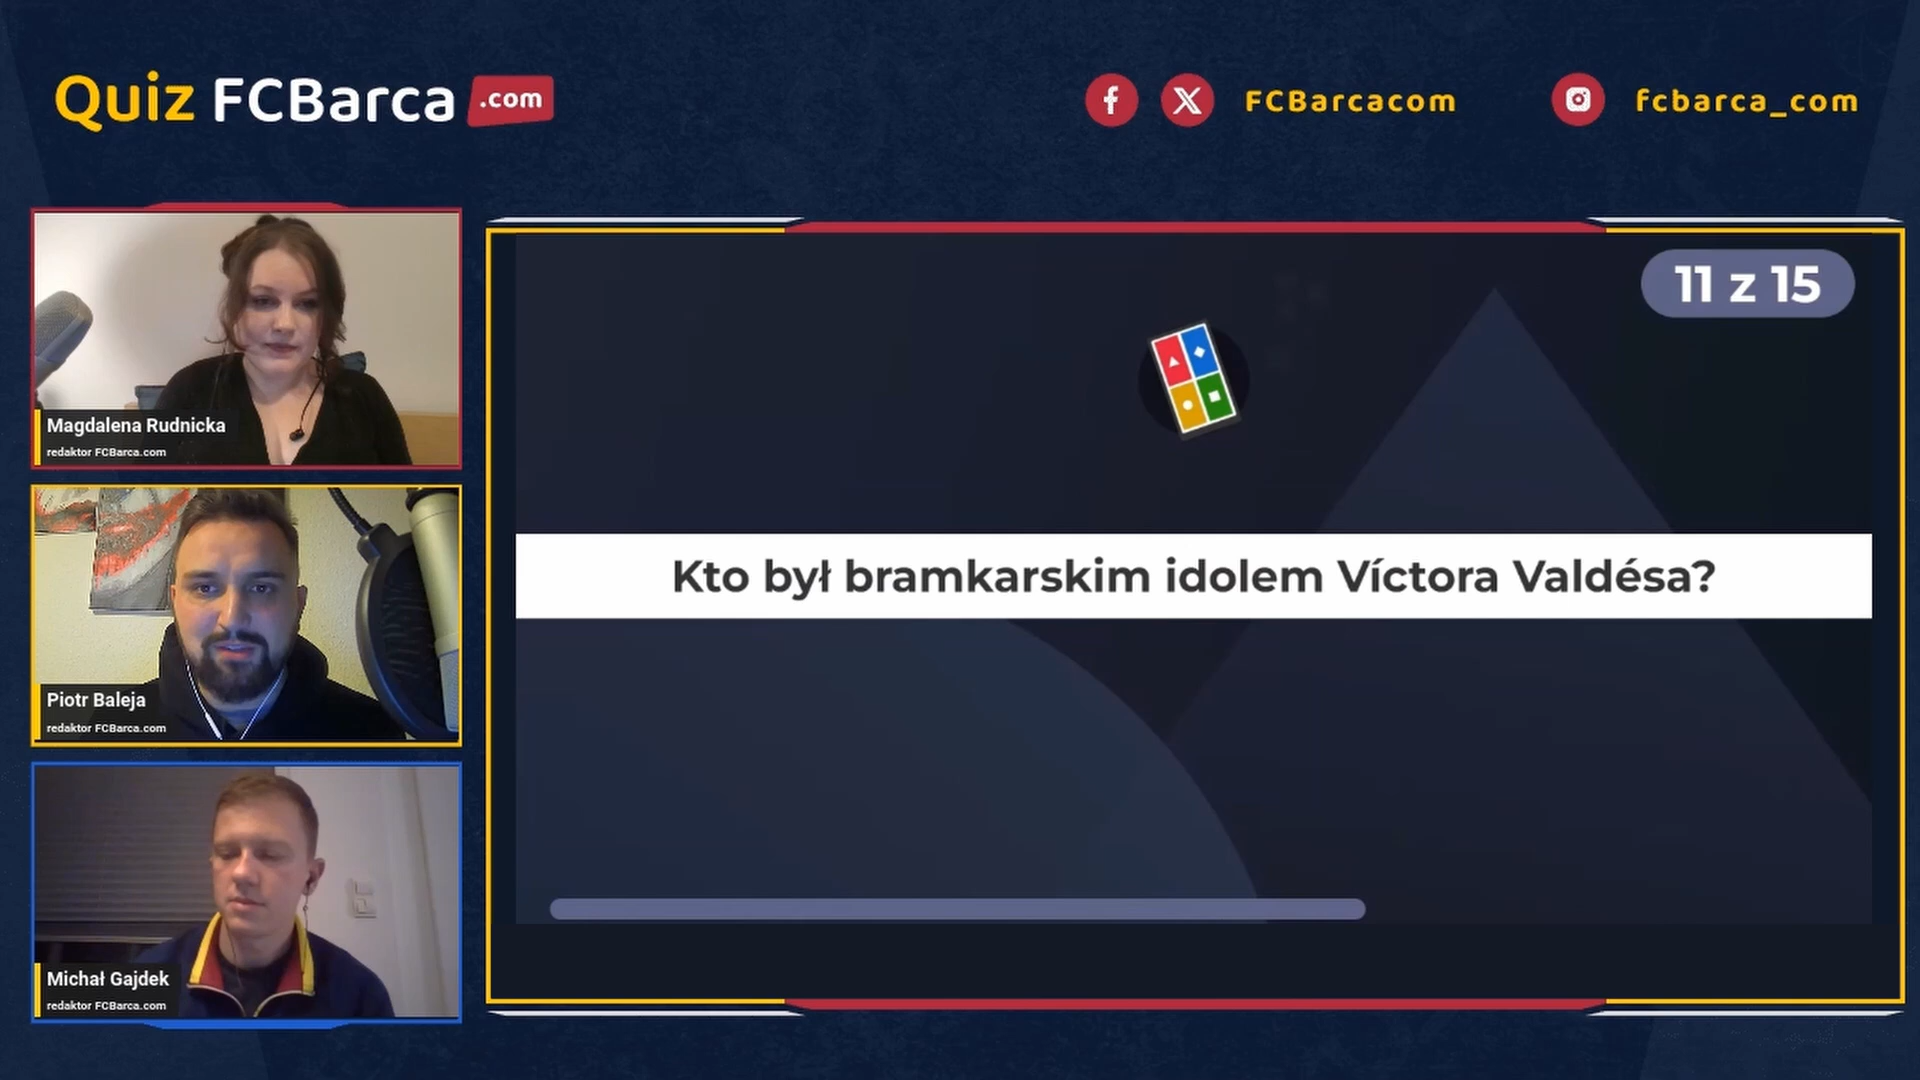 Quiz FCBarca .com
FCBarcacom
fcbarca_com
Magdalena Rudnicka
redaktor FCBarca.com
Piotr Baleja
redaktor FCBarca.com
Michał Gajdek
redaktor FCBarca.com
11 z 15
Kto był bramkarskim idolem Víctora Valdésa?